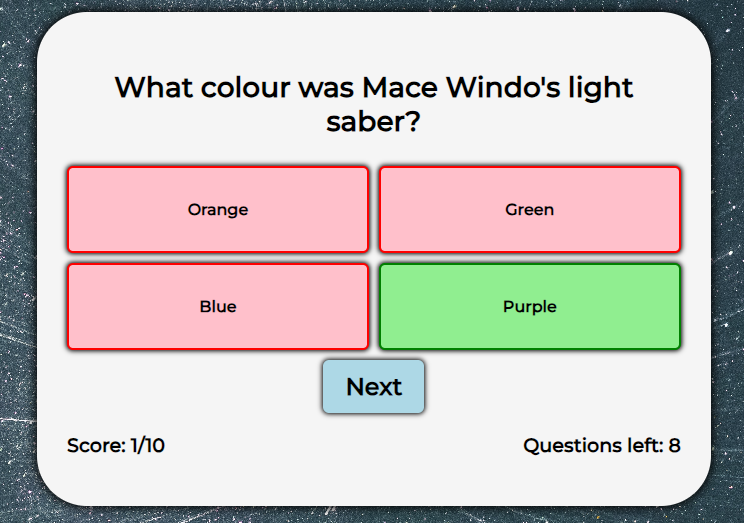 What colour was Mace Windo's light
saber?
Orange
Green
Blue
Purple
Next
Score: 1/10
Questions left: 8